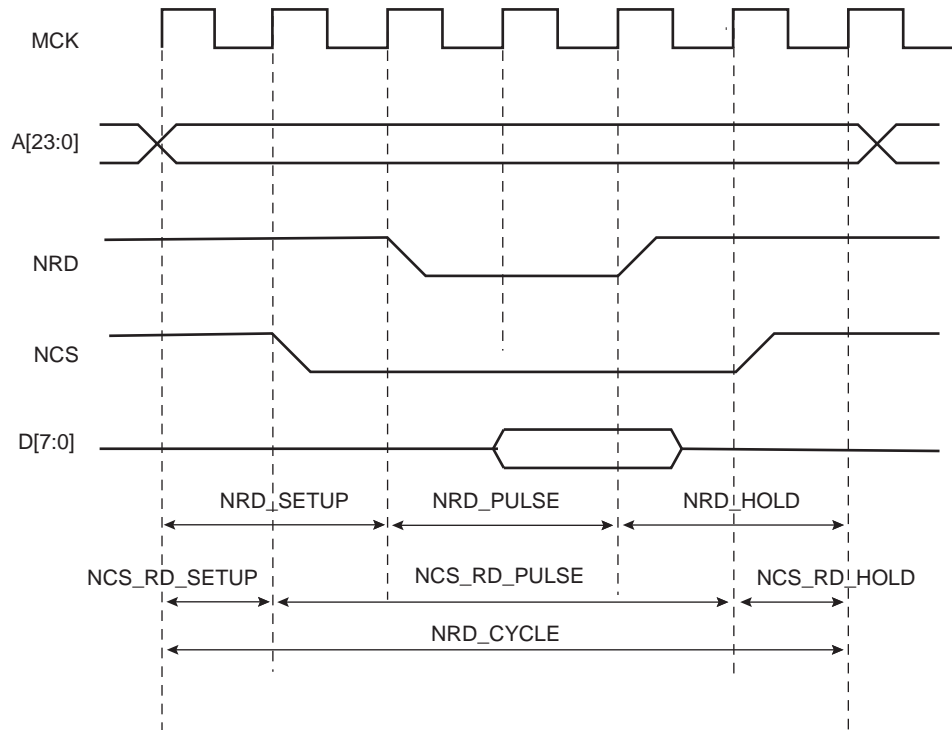 MCK
A[23:0]
NRD
NCS
D[7:0]
NRD_SETUP NRD_PULSE NRD_HOLD
NCS_RD_SETUP NCS_RD_PULSE NCS_RD_HOLD
NRD_CYCLE